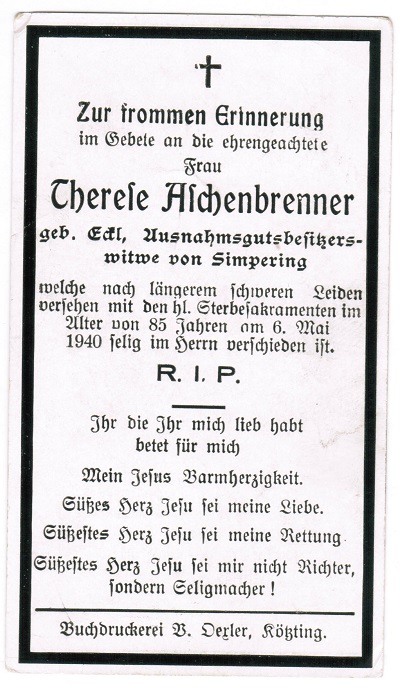 Zur frommen Erinnerung
im Gebete an die ehrengeachtete
Frau
Therese Aschenbrenner
geb. Eckl, Ausnahmsgutsbesitzers-
witwe von Simpering
welche nach längerem schweren Leiden
versehen mit den hl. Sterbesakramenten im
Alter von 85 Jahren am 6. Mai
1940 selig im Herrn verschieden ist.
R. I. P.
Ihr die Ihr mich lieb habt
betet für mich
Mein Jesus Barmherzigkeit.
Süßes Herz Jesu sei meine Liebe.
Süßestes Herz Jesu sei meine Rettung
Süßestes Herz Jesu sei mir nicht Richter,
sondern Seligmacher!
Buchdruckerei B. Oexler, Kötzting.